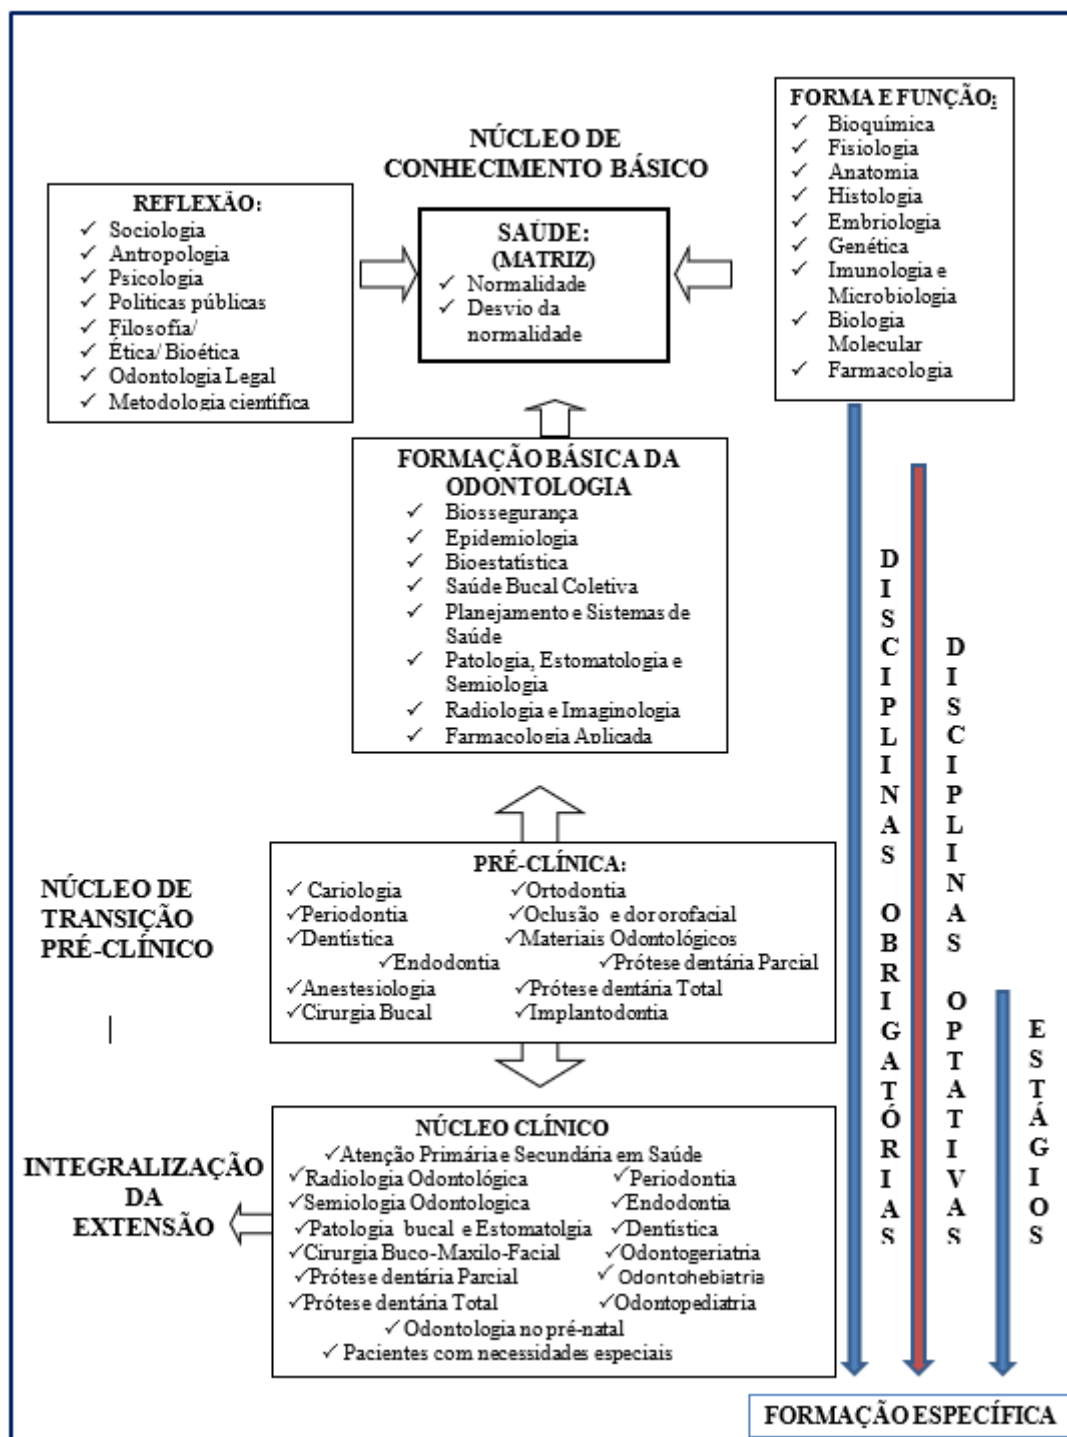 NÚCLEO DE
CONHECIMENTO BÁSICO
REFLEXÃO:
✓ Sociologia
✓ Antropologia
✓ Psicologia
✓ Politicas públicas
✓ Filosofía/
✓ Ética/ Bioética
✓ Odontologia Legal
✓ Metodologia científica
SAÚDE:
(MATRIZ)
✓ Normalidade
✓ Desvio da
normalidade
FORMA E FUNÇÃO:
✓ Bioquímica
✓ Fisiologia
✓ Anatomia
✓ Histologia
✓ Embriologia
✓ Genética
✓ Imunologia e
Microbiologia
✓ Biologia
Molecular
✓ Farmacologia
FORMAÇÃO BÁSICA DA
ODONTOLOGIA
✓ Biossegurança
✓ Epidemiologia
✓ Bioestatística
✓ Saúde Bucal Coletiva
✓ Planejamento e Sistemas de
Saúde
✓ Patologia, Estomatologia e
Semiologia
✓ Radiologia e Imaginologia
✓ Farmacologia Aplicada
NÚCLEO DE
TRANSIÇÃO
PRÉ-CLÍNICO
PRÉ-CLÍNICA:
✓ Cariologia ✓ Ortodontia
✓ Periodontia ✓ Oclusão e dor orofacial
✓ Dentística ✓ Materiais Odontológicos
✓ Endodontia ✓ Prótese dentária Parcial
✓ Anestesiologia ✓ Prótese dentária Total
✓ Cirurgia Bucal ✓ Implantodontia
INTEGRALIZAÇÃO
DA
EXTENSÃO
NÚCLEO CLÍNICO
✓ Atenção Primária e Secundária em Saúde
✓ Radiologia Odontológica ✓ Periodontia
✓ Semiologia Odontologica ✓ Endodontia
✓ Patologia bucal e Estomatolgia ✓ Dentística
✓ Cirurgia Buco-Maxilo-Facial ✓ Odontogeriatria
✓ Prótese dentária Parcial ✓ Odontohebiatria
✓ Prótese dentária Total ✓ Odontopediatria
✓ Odontologia no pré-natal
✓ Pacientes com necessidades especiais
DISCIPLINAS OBRIGATÓRIAS
DISCIPLINAS OPTATIVAS
ESTÁGIOS
FORMAÇÃO ESPECÍFICA